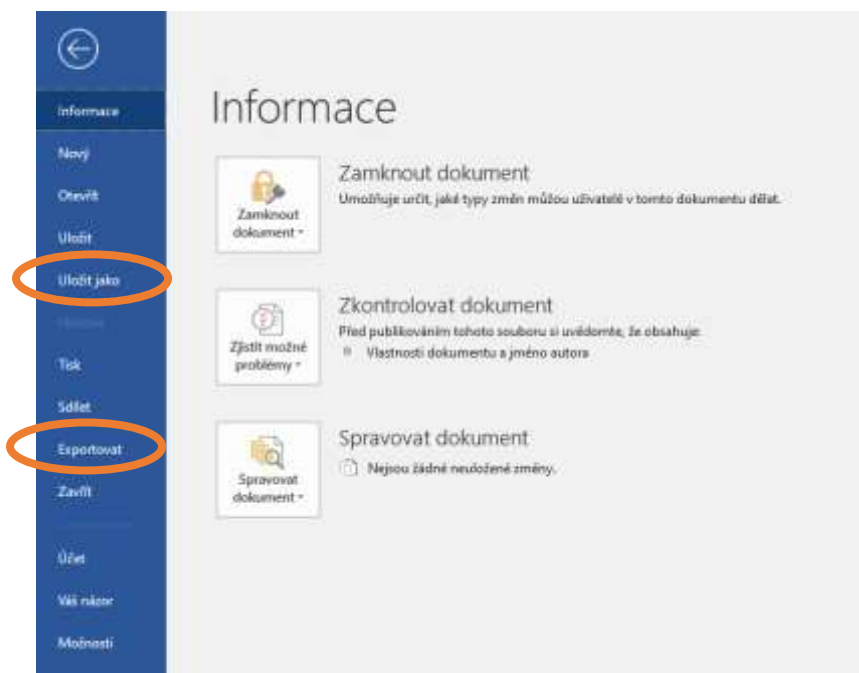 Informace
Nový
Otevřít
Uložit
Uložit jako
Tisk
Sdílet
Exportovat
Zavřít
Účet
Váš názor
Možnosti
Informace
Zamknout dokument
Zamknout dokument
Umožňuje určit, jaké typy změn můžou uživatelé v tomto dokumentu dělat.
Zjistit možné problémy
Zkontrolovat dokument
Před publikováním tohoto souboru si uvědomte, že obsahuje:
Vlastnosti dokumentu a jméno autora
Spravovat dokument
Spravovat dokument
Nejsou žádné neuložené změny.